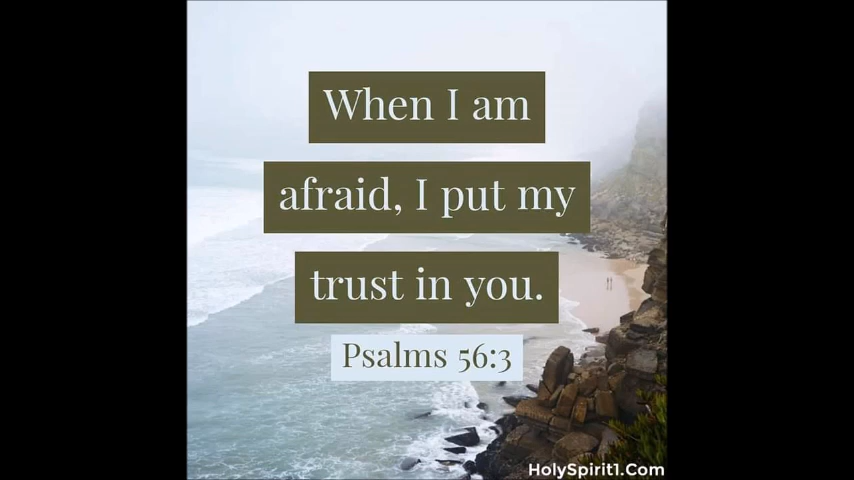 When I am
afraid, I put my
trust in you.
Psalms 56:3
HolySpirit1.Com